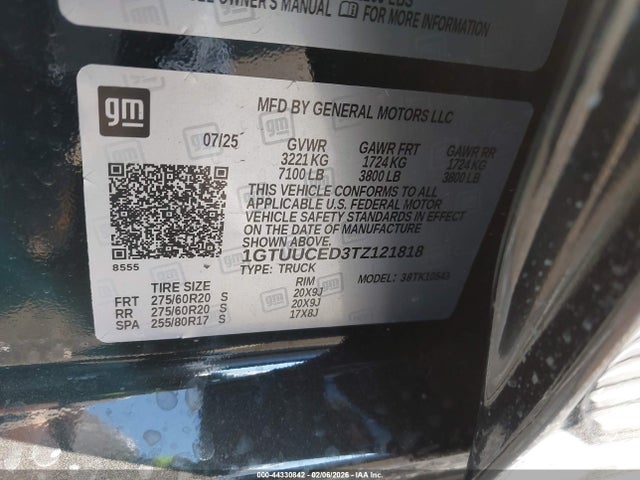 OWNER'S MANUAL FOR MORE INFORMATION
gm
MFD BY GENERAL MOTORS LLC
07/25 GVWR GAWR FRT GAWR RR
3221 KG 1724 KG 1724 KG
7100 LB 3800 LB 3800 LB
THIS VEHICLE CONFORMS TO ALL
APPLICABLE U.S. FEDERAL MOTOR
VEHICLE SAFETY STANDARDS IN EFFECT
ON THE DATE OF MANUFACTURE
SHOWN ABOVE.
1GTUUCED3TZ121818
8555 TYPE: TRUCK MODEL: 38TK10543
TIRE SIZE RIM
FRT 275/60R20 S 20X9J
RR 275/60R20 S 20X9J
SPA 255/80R17 S 17X8J
000-44330842 - 02/06/2026 - IAA Inc.